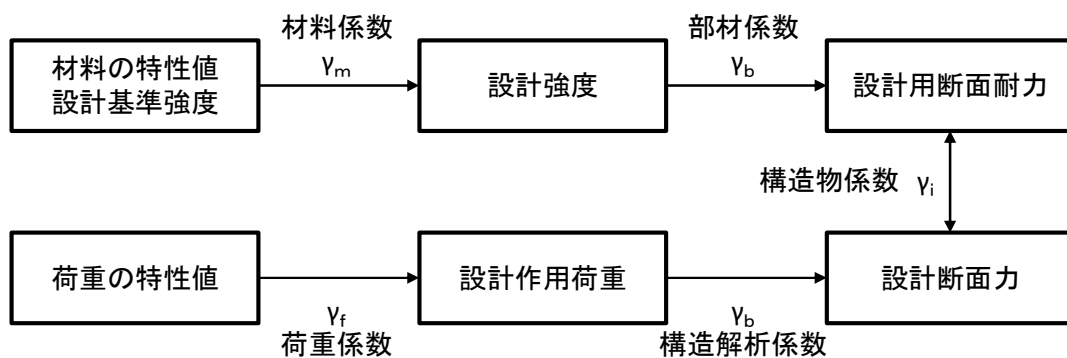 材料係数
γm
部材係数
γb
材料の特性値
設計基準強度
設計強度
設計用断面耐力
構造物係数 γi
荷重の特性値
設計作用荷重
設計断面力
γf
荷重係数
γb
構造解析係数